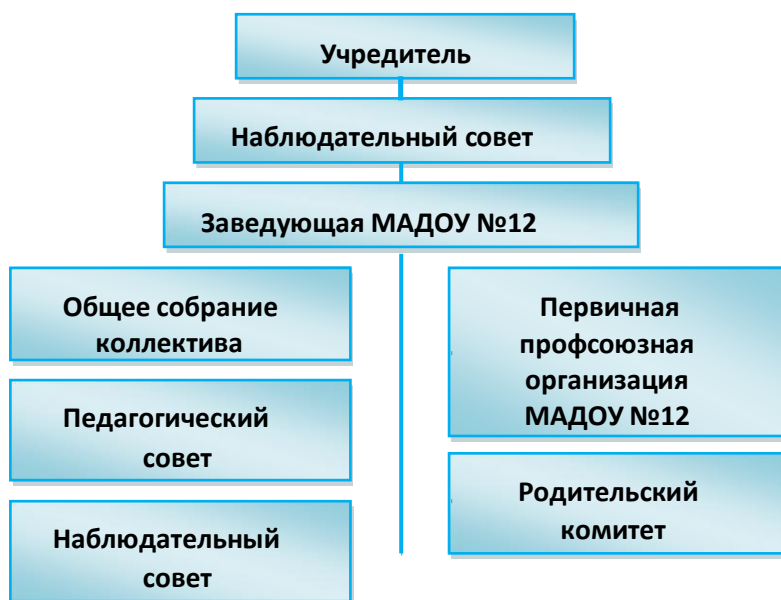 Учредитель
Наблюдательный совет
Заведующая МАДОУ №12
Общее собрание
коллектива
Педагогический
совет
Наблюдательный
совет
Первичная
профсоюзная
организация
МАДОУ №12
Родительский
комитет